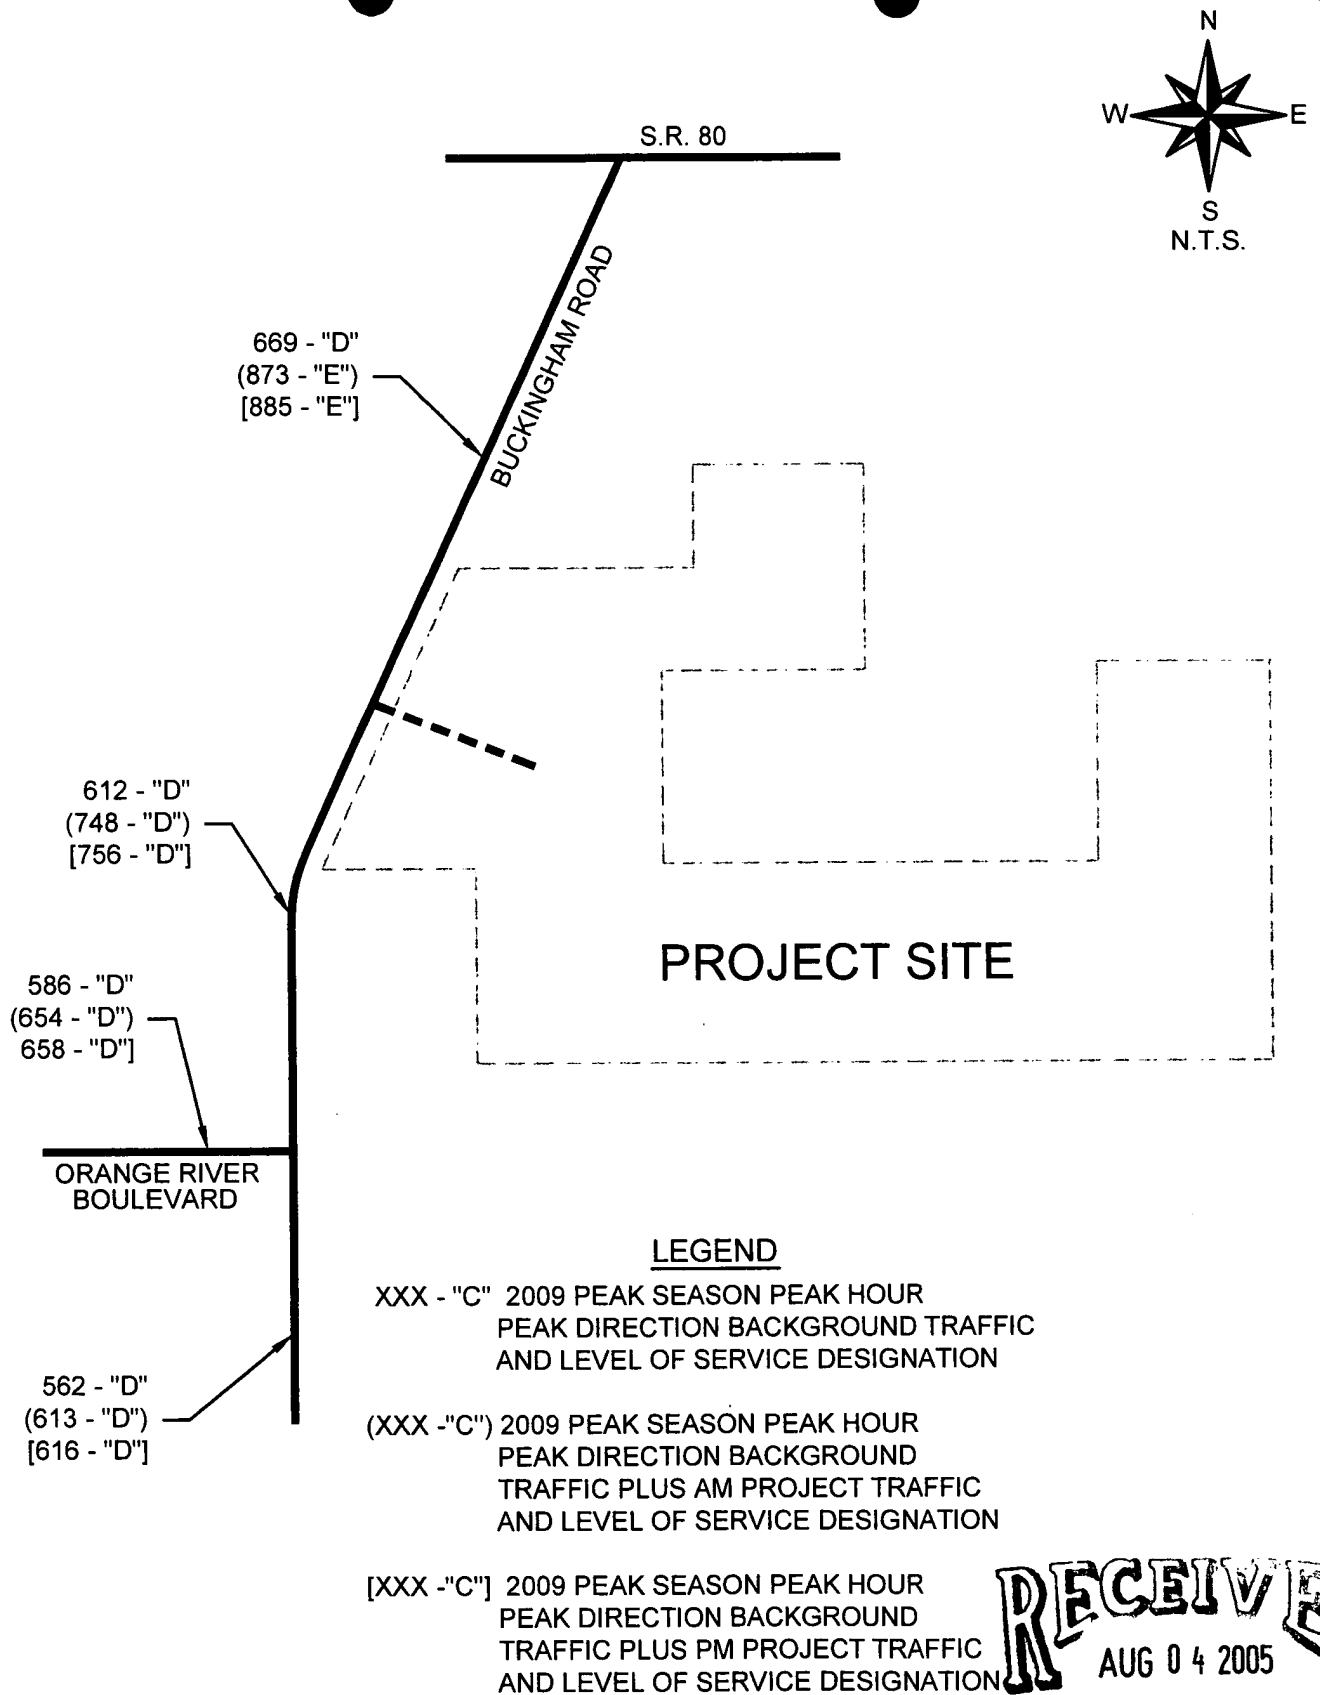 N
W E
S
N.T.S.
S.R. 80
BUCKINGHAM ROAD
669 - "D"
(873 - "E")
[885 - "E"]
612 - "D"
(748 - "D")
[756 - "D"]
PROJECT SITE
586 - "D"
(654 - "D")
658 - "D"]
ORANGE RIVER
BOULEVARD
562 - "D"
(613 - "D")
[616 - "D"]
LEGEND
XXX - "C" 2009 PEAK SEASON PEAK HOUR
PEAK DIRECTION BACKGROUND TRAFFIC
AND LEVEL OF SERVICE DESIGNATION
(XXX -"C") 2009 PEAK SEASON PEAK HOUR
PEAK DIRECTION BACKGROUND
TRAFFIC PLUS AM PROJECT TRAFFIC
AND LEVEL OF SERVICE DESIGNATION
[XXX -"C"] 2009 PEAK SEASON PEAK HOUR
PEAK DIRECTION BACKGROUND
TRAFFIC PLUS PM PROJECT TRAFFIC
AND LEVEL OF SERVICE DESIGNATION
RECEIVE
AUG 04 2005